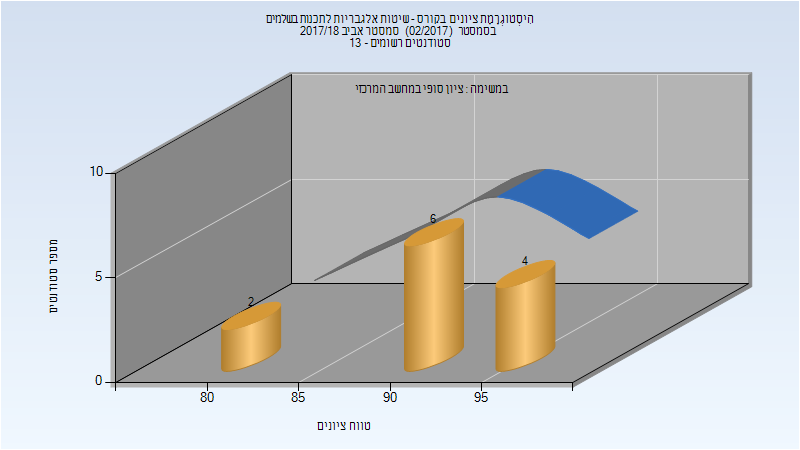 היסטוגרמת ציונים בקורס - שיטות אלגבריות לתכנות בשלמים
בסמסטר (02/2017) סמסטר אביב 2017/18
סטודנטים רשומים - 13
במשימה : ציון סופי במחשב המרכזי
10
5
0
מספר סטודנטים
2
6
4
80
85
90
95
טווח ציונים